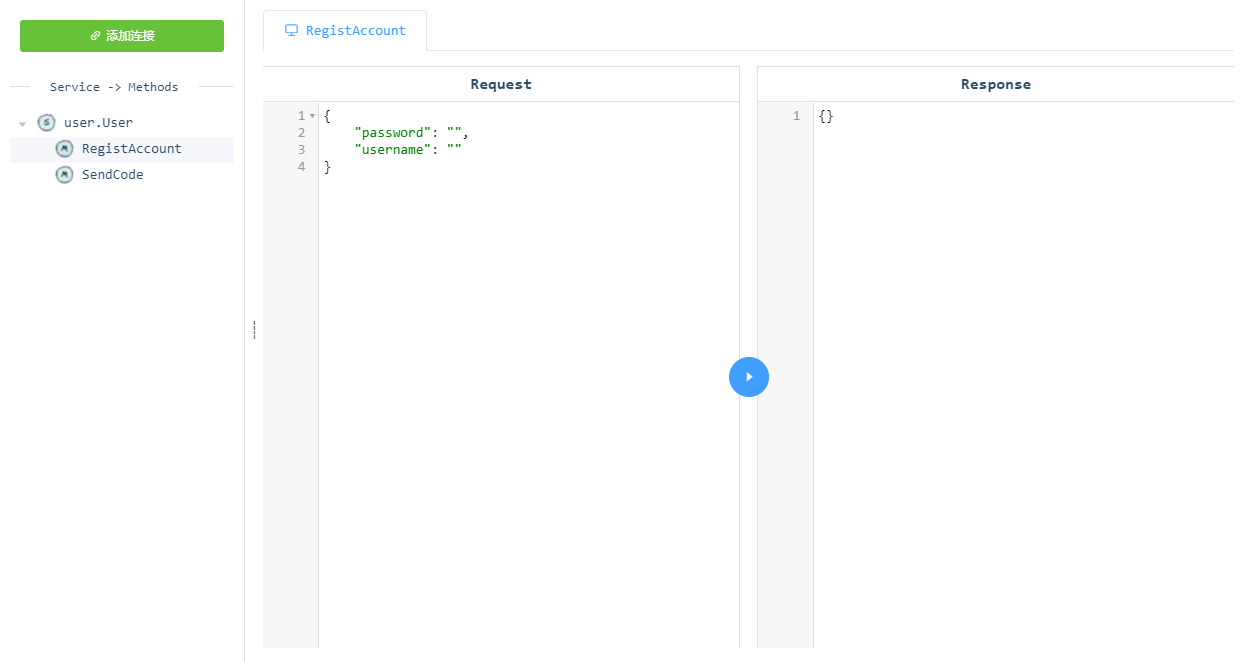 添加连接
Service -> Methods
user.User
RegistAccount
SendCode
RegistAccount
Request
1 {
2     "password": "",
3     "username": ""
4 }
Response
1 {}